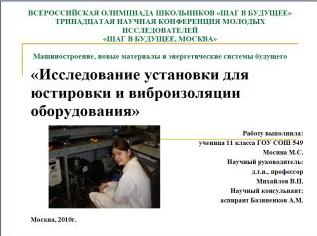 ВСЕРОССИЙСКАЯ ОЛИМПИАДА ШКОЛЬНИКОВ «ШАГ В БУДУЩЕЕ»
ТРИНАДЦАТАЯ НАУЧНАЯ КОНФЕРЕНЦИЯ МОЛОДЫХ
ИССЛЕДОВАТЕЛЕЙ
«ШАГ В БУДУЩЕЕ, МОСКВА»
Машиностроение, новые материалы и энергетические системы будущего
«Исследование установки для
юстировки и виброизоляции
оборудования»
Работу выполнила:
ученица 11 класса ГОУ СОШ 549
Мосина М.С.
Научный руководитель:
д.т.н., профессор
Михайлов В.П.
Научный консультант:
аспирант Базиненков А.М.
Москва, 2010г.